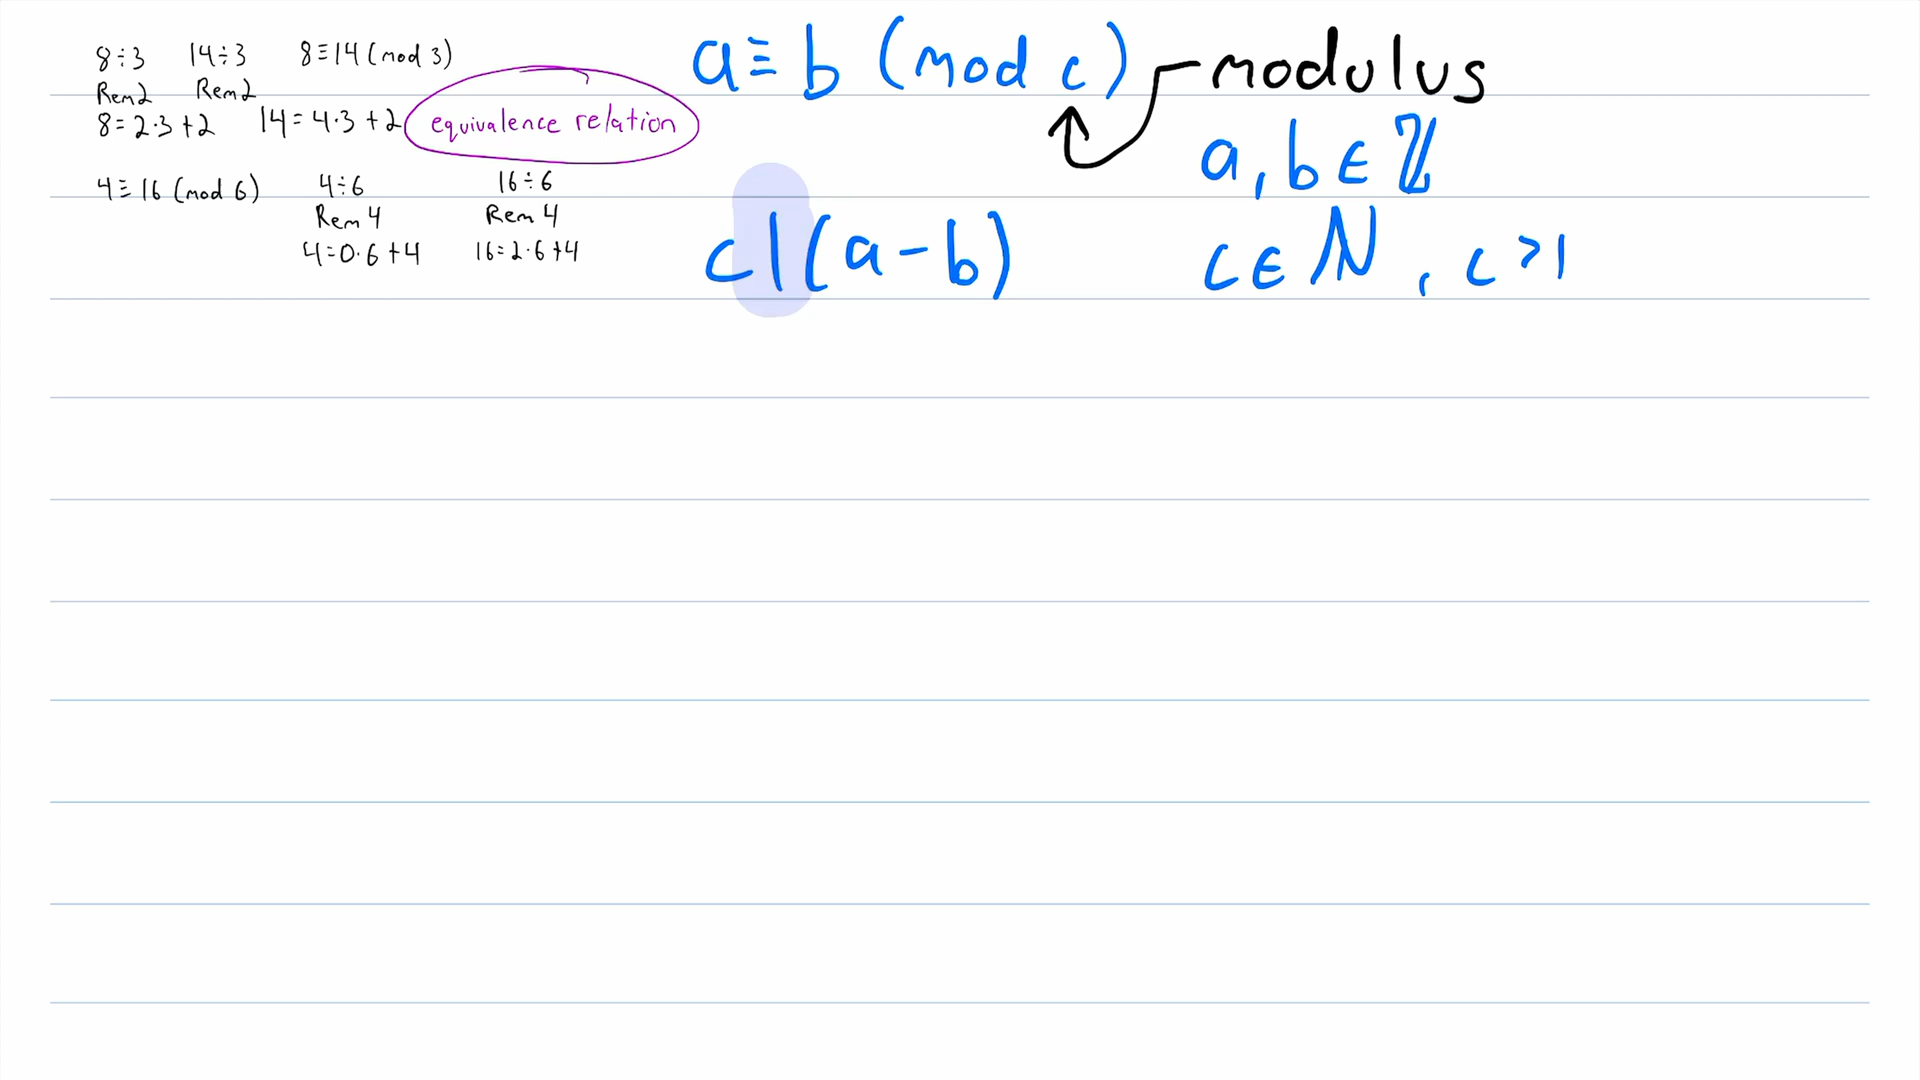 8÷3 14÷3 8≡14 (mod 3)
Rem 2 Rem 2
8=2·3+2 14=4·3+2
equivalence relation
4≡16 (mod 6) 4÷6 16÷6
Rem 4 Rem 4
4=0·6+4 16=2·6+4
a≡b (mod c) modulus
a,b∈ℤ
c|(a-b) c∈ℕ, c>1